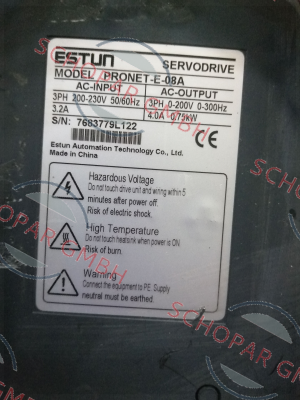 ESTUN SERVODRIVE
MODEL PRONET-E-08A
AC-INPUT AC-OUTPUT
3PH 200-230V 50/60Hz 3PH 0-200V 0-300Hz
3.2A 4.0A 0.75kW
S/N: 7683779L122
Estun Automation Technology Co., Ltd.
Made in China
CE
Hazardous Voltage
Do not touch drive unit and wiring within 5
minutes after power off.
Risk of electric shock.
High Temperature
Do not touch heatsink when power is ON.
Risk of burn.
Warning
Connect the equipment to P.E. Supply
neutral must be earthed.
SCHOPAR GMBH
SCHOPAR GMBH